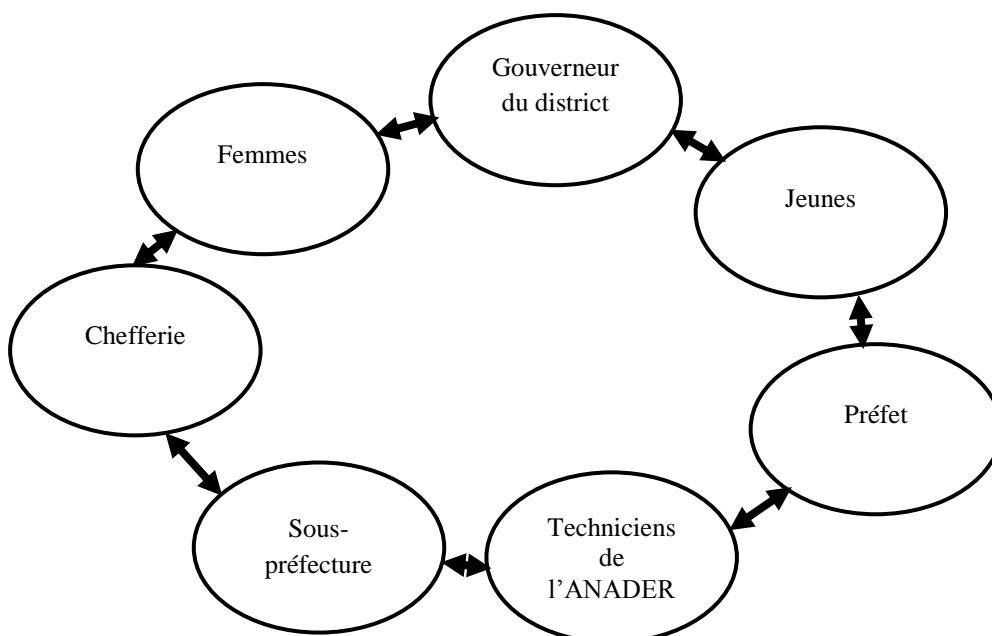 Gouverneur
du district
Femmes
Jeunes
Chefferie
Préfet
Sous-
préfecture
Techniciens
de
l’ANADER